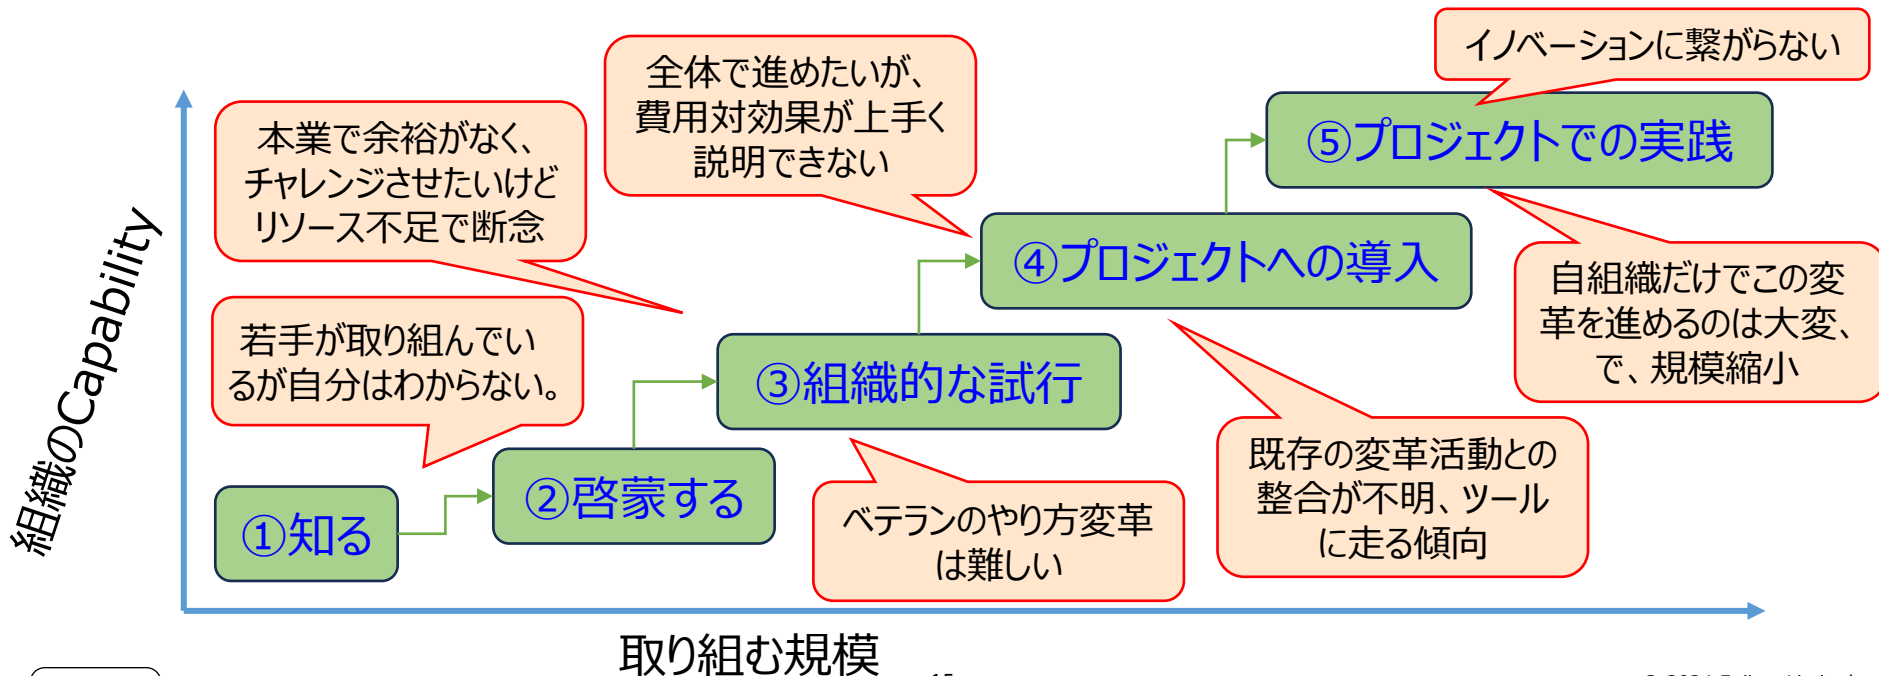 イノベーションに繋がらない
全体で進めたいが、
費用対効果が上手く
説明できない
本業で余裕がなく、
チャレンジさせたいけど
リソース不足で断念
⑤プロジェクトでの実践
④プロジェクトへの導入
自組織だけでこの変
革を進めるのは大変、
で、規模縮小
若手が取り組んでい
るが自分はわからない。
③組織的な試行
既存の変革活動との
整合が不明、ツール
に走る傾向
②啓蒙する
①知る
ベテランのやり方変革
は難しい
組織のCapability
取り組む規模